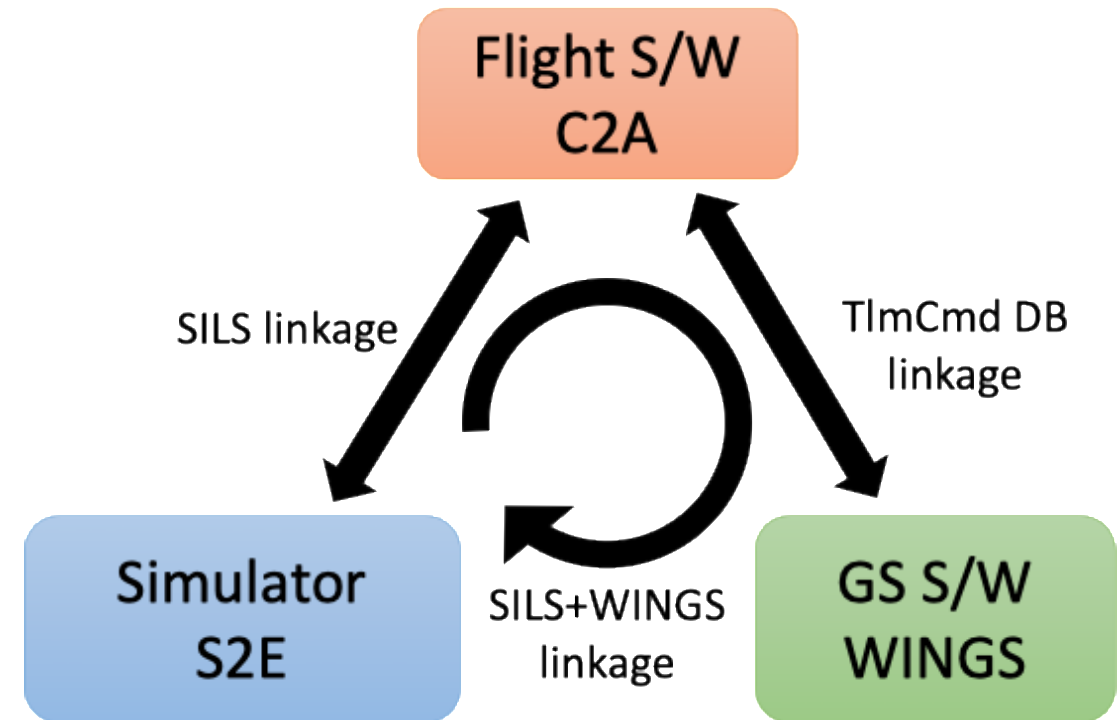 Flight S/W
C2A
SILS linkage
TlmCmd DB
linkage
SILS+WINGS
linkage
Simulator
S2E
GS S/W
WINGS